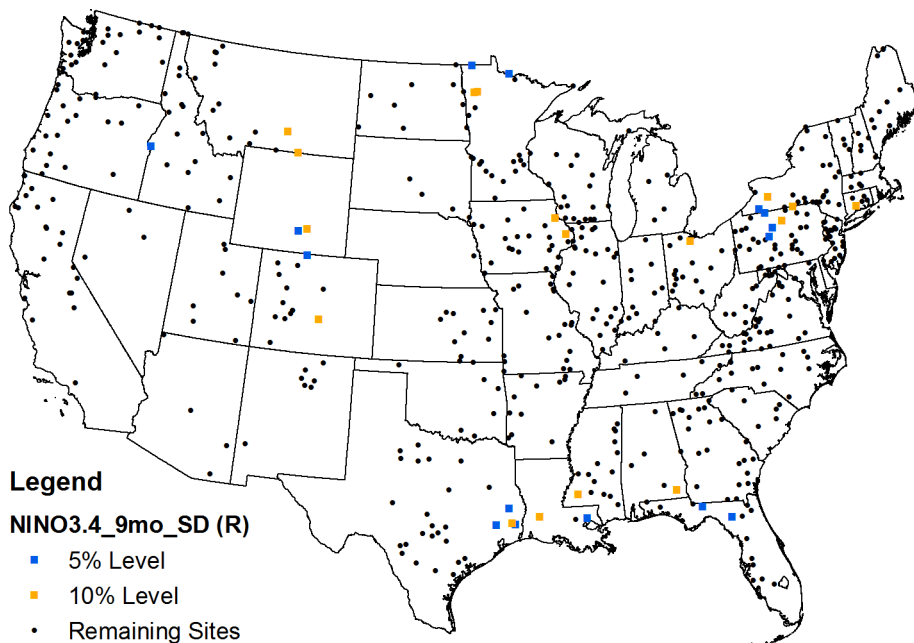 Legend
NINO3.4_9mo_SD (R)
5% Level
10% Level
Remaining Sites